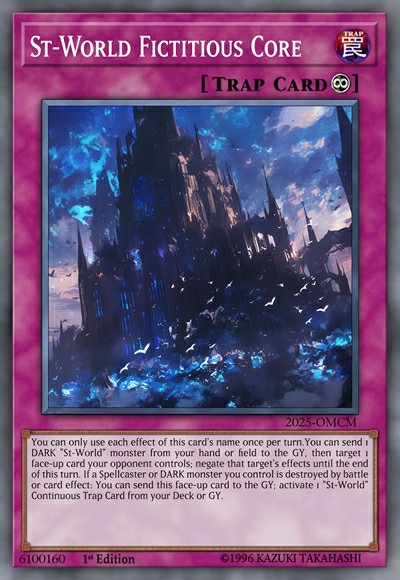 St-World Fictitious Core
TRAP
罠
[Trap Card]
2025-OMCM
You can only use each effect of this card's name once per turn.You can send 1
DARK "St-World" monster from your hand or field to the GY, then target 1
face-up card your opponent controls; negate that target's effects until the end
of this turn. If a Spellcaster or DARK monster you control is destroyed by battle
or card effect: You can send this face-up card to the GY; activate 1 "St-World"
Continuous Trap Card from your Deck or GY.
6100160 1st Edition ©1996 KAZUKI TAKAHASHI